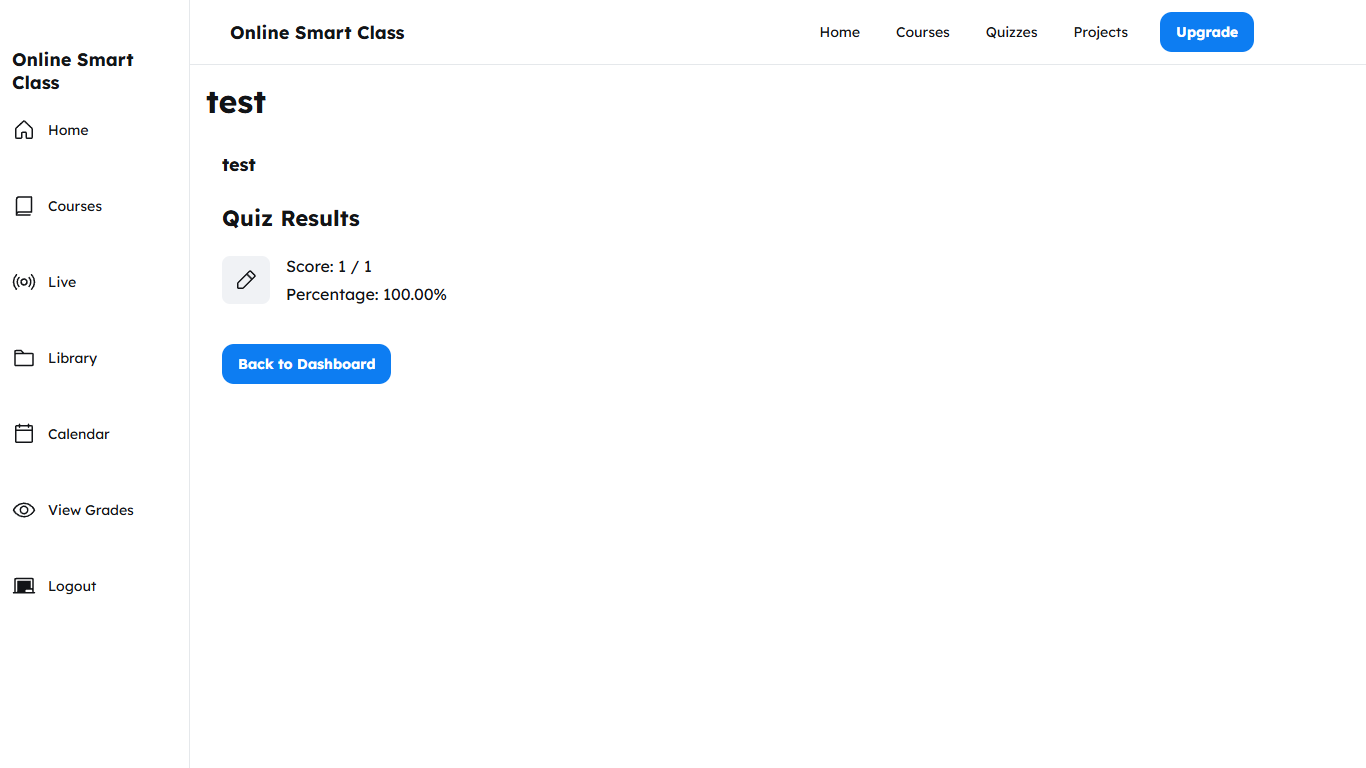 Online Smart
Class
Home
Courses
Live
Library
Calendar
View Grades
Logout
Online Smart Class
Home
Courses
Quizzes
Projects
Upgrade
test
test
Quiz Results
Score: 1 / 1
Percentage: 100.00%
Back to Dashboard